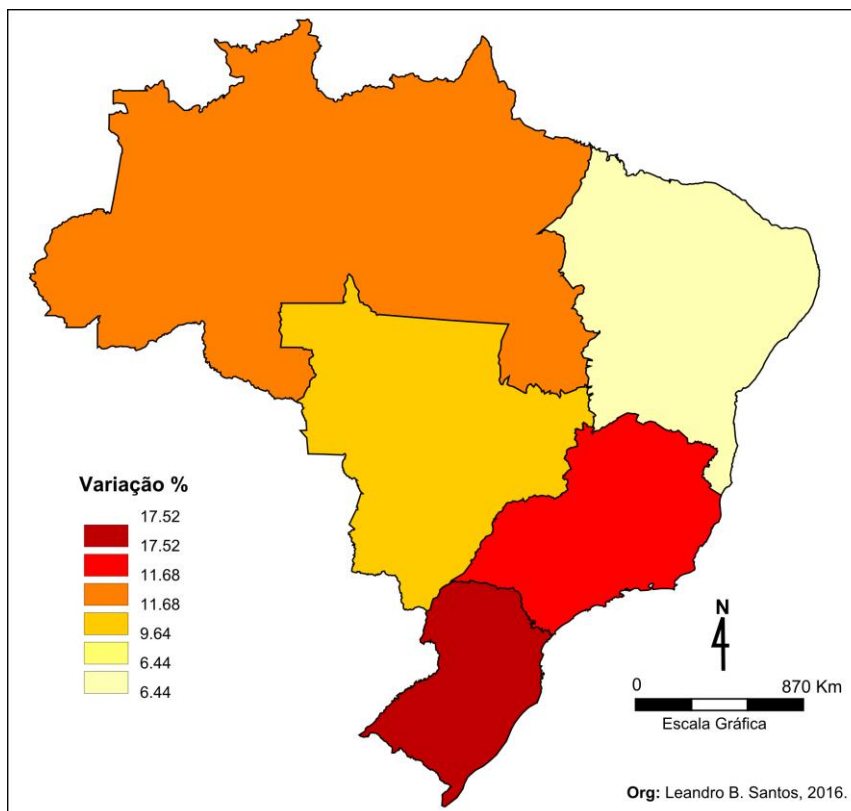 Variação %
17.52
17.52
11.68
11.68
9.64
6.44
6.44
N
0 870 Km
Escala Gráfica
Org: Leandro B. Santos, 2016.